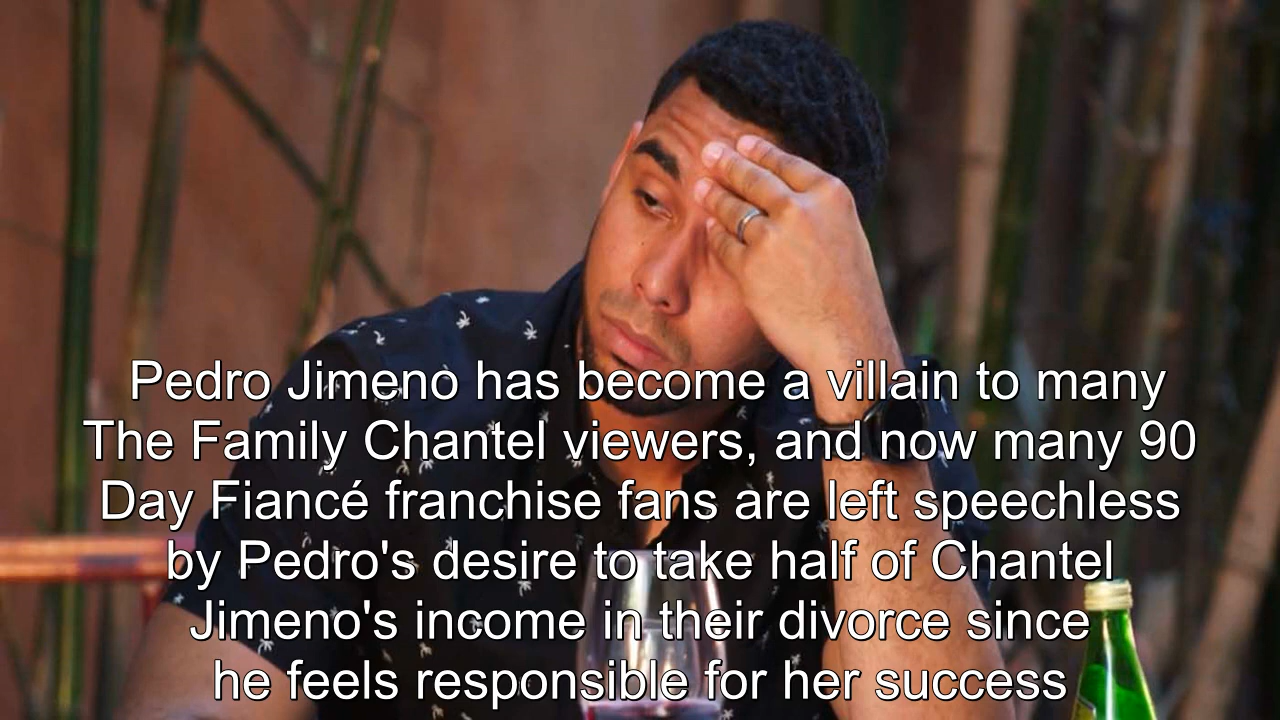 Pedro Jimeno has become a villain to many
The Family Chantel viewers, and now many 90
Day Fiancé franchise fans are left speechless
by Pedro's desire to take half of Chantel
Jimeno's income in their divorce since
he feels responsible for her success